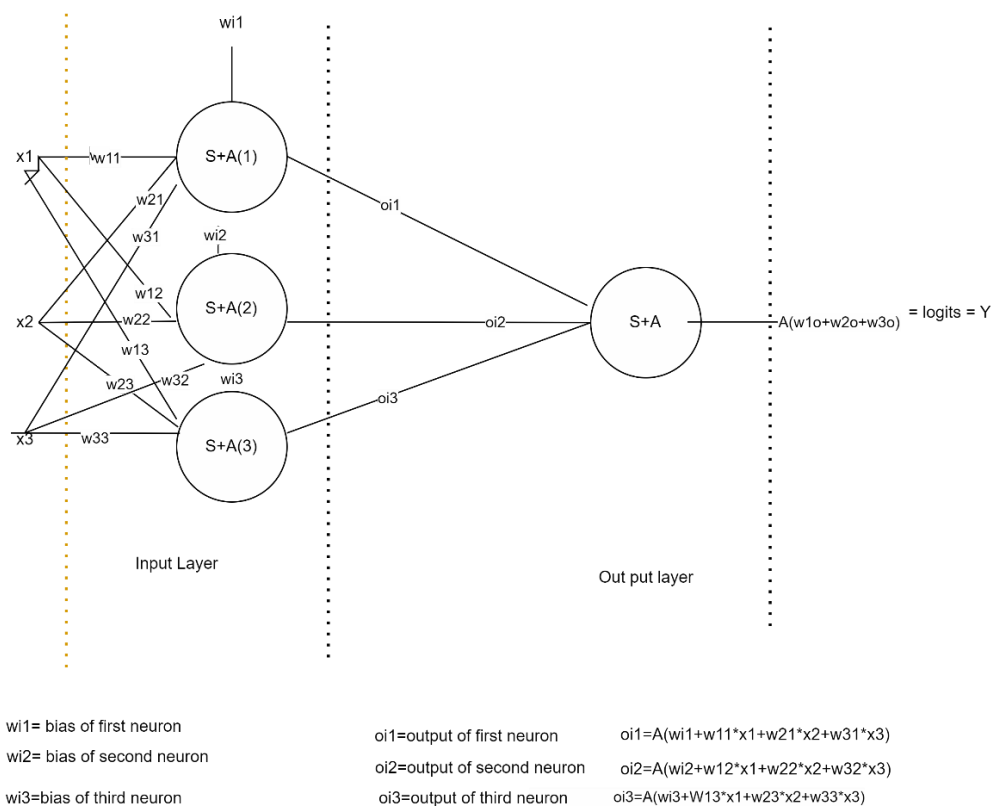 wi1
x1
w11
S+A(1)
w21
oi1
w31
wi2
w12
S+A(2)
x2
w22
oi2
S+A
A(w1o+w2o+w3o)
= logits = Y
w13
w23
w32
wi3
oi3
x3
w33
S+A(3)
Input Layer
Out put layer
wi1= bias of first neuron
wi2= bias of second neuron
wi3=bias of third neuron
oi1=output of first neuron
oi2=output of second neuron
oi3=output of third neuron
oi1=A(wi1+w11*x1+w21*x2+w31*x3)
oi2=A(wi2+w12*x1+w22*x2+w32*x3)
oi3=A(wi3+W13*x1+w23*x2+w33*x3)